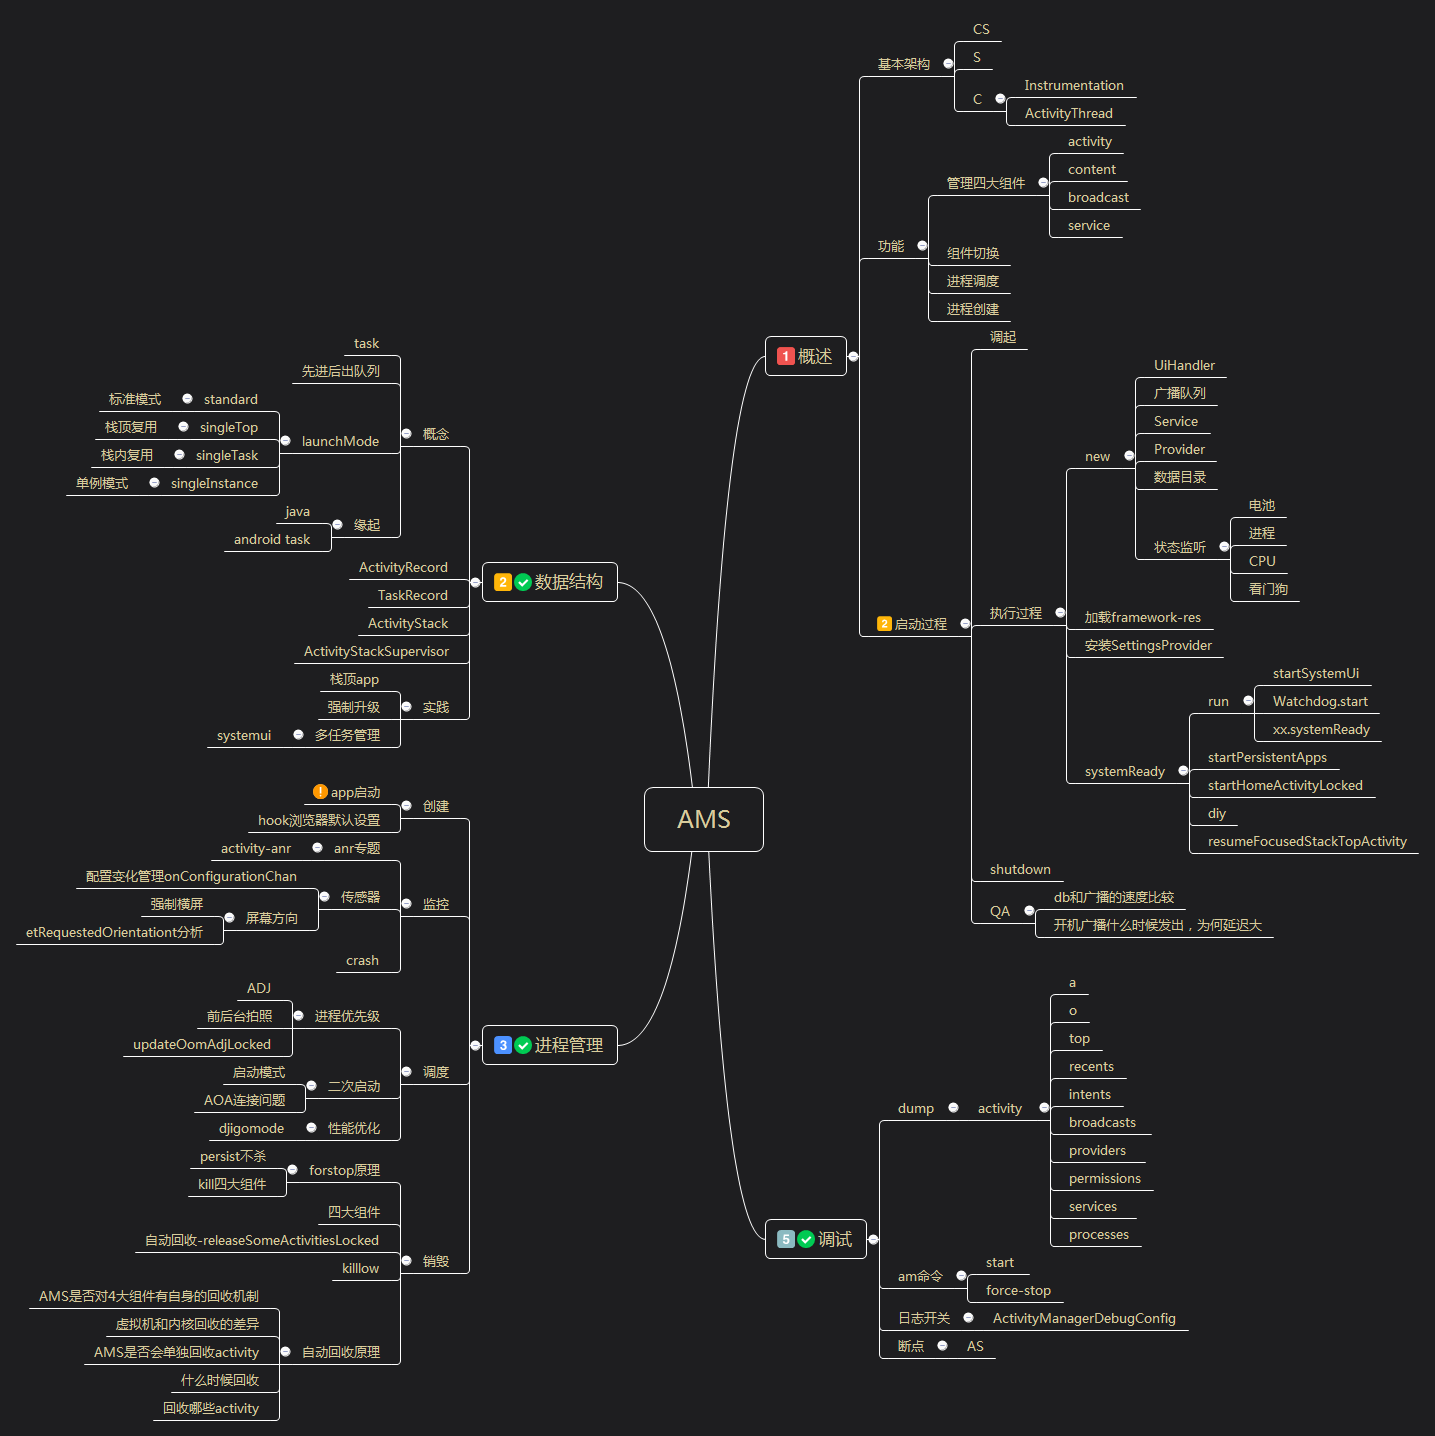 AMS
1 概述
基本架构
CS
S
C
Instrumentation
ActivityThread
功能
管理四大组件
activity
content
broadcast
service
组件切换
进程调度
进程创建
2 启动过程
调起
执行过程
new
UiHandler
广播队列
Service
Provider
数据目录
状态监听
电池
进程
CPU
看门狗
加载framework-res
安装SettingsProvider
systemReady
run
startSystemUi
Watchdog.start
xx.systemReady
startPersistentApps
startHomeActivityLocked
diy
resumeFocusedStackTopActivity
shutdown
QA
db和广播的速度比较
开机广播什么时候发出，为何延迟大
2 数据结构
概念
task
先进后出队列
launchMode
standard
标准模式
singleTop
栈顶复用
singleTask
栈内复用
singleInstance
单例模式
缘起
java
android task
ActivityRecord
TaskRecord
ActivityStack
ActivityStackSupervisor
实践
栈顶app
强制升级
多任务管理
systemui
3 进程管理
创建
app启动
hook浏览器默认设置
监控
anr专题
activity-anr
传感器
配置变化管理onConfigurationChan
屏幕方向
强制横屏
etRequestedOrientationt分析
crash
调度
进程优先级
ADJ
前后台拍照
updateOomAdjLocked
二次启动
启动模式
AOA连接问题
性能优化
djigomode
销毁
forstop原理
persist不杀
kill四大组件
四大组件
自动回收-releaseSomeActivitiesLocked
killlow
自动回收原理
AMS是否对4大组件有自身的回收机制
虚拟机和内核回收的差异
AMS是否会单独回收activity
什么时候回收
回收哪些activity
5 调试
dump
activity
a
o
top
recents
intents
broadcasts
providers
permissions
services
processes
am命令
start
force-stop
日志开关
ActivityManagerDebugConfig
断点
AS